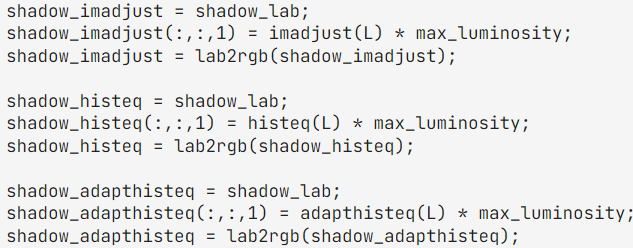 shadow_imadjust = shadow_lab;
shadow_imadjust(:,:,1) = imadjust(L) * max_luminosity;
shadow_imadjust = lab2rgb(shadow_imadjust);
shadow_histeq = shadow_lab;
shadow_histeq(:,:,1) = histeq(L) * max_luminosity;
shadow_histeq = lab2rgb(shadow_histeq);
shadow_adapthisteq = shadow_lab;
shadow_adapthisteq(:,:,1) = adapthisteq(L) * max_luminosity;
shadow_adapthisteq = lab2rgb(shadow_adapthisteq);